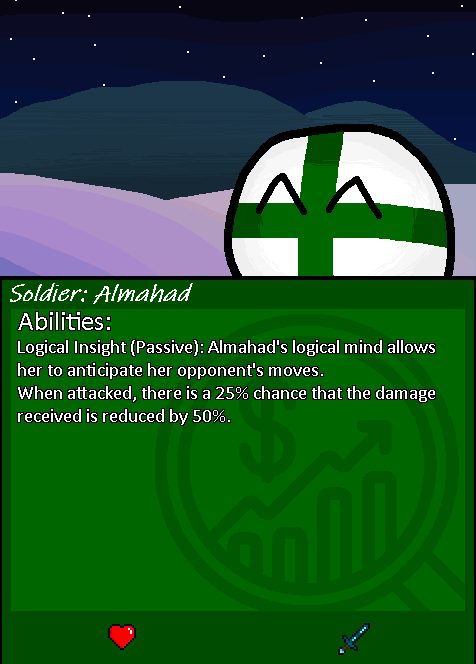 Soldier: Almahad
Abilities:
Logical Insight (Passive): Almahad's logical mind allows
her to anticipate her opponent's moves.
When attacked, there is a 25% chance that the damage
received is reduced by 50%.
$